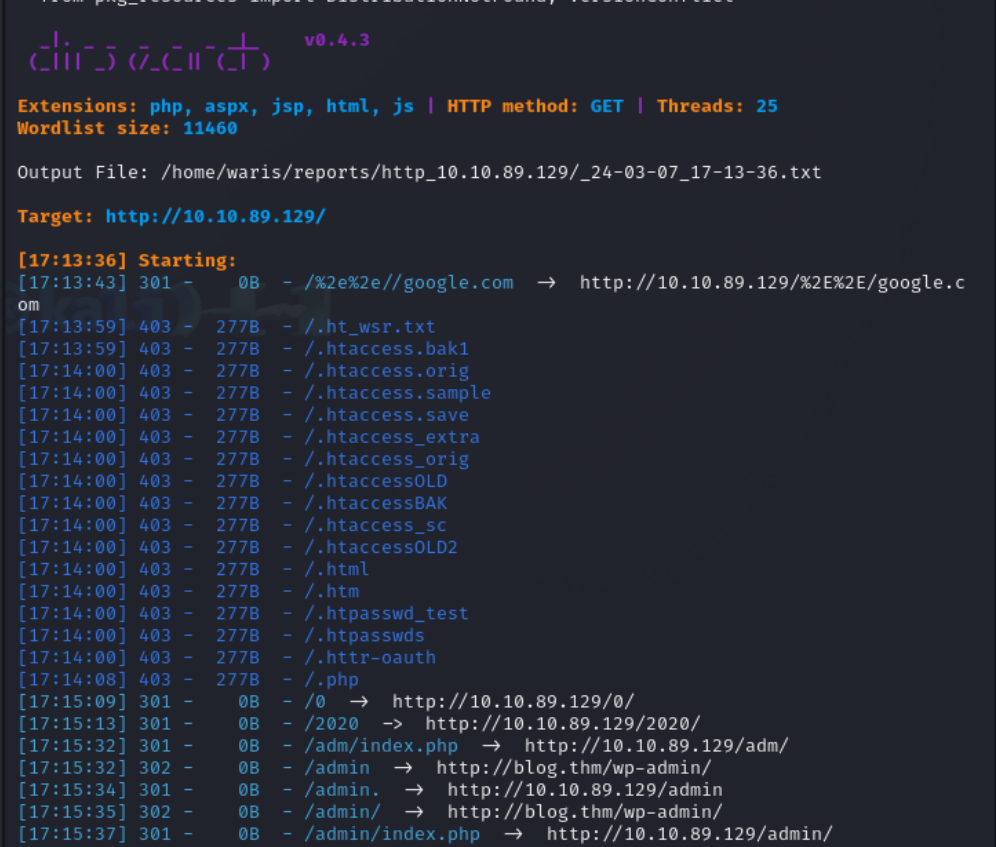 from pkg_resources import DistributionNotFound, VersionConflict
v0.4.3
Extensions: php, aspx, jsp, html, js | HTTP method: GET | Threads: 25
Wordlist size: 11460
Output File: /home/waris/reports/http_10.10.89.129/_24-03-07_17-13-36.txt
Target: http://10.10.89.129/
[17:13:36] Starting:
[17:13:43] 301 -    0B  - /%2e%2e//google.com  →  http://10.10.89.129/%2E%2E/google.c
om
[17:13:59] 403 -  277B  - /.ht_wsr.txt
[17:13:59] 403 -  277B  - /.htaccess.bak1
[17:14:00] 403 -  277B  - /.htaccess.orig
[17:14:00] 403 -  277B  - /.htaccess.sample
[17:14:00] 403 -  277B  - /.htaccess.save
[17:14:00] 403 -  277B  - /.htaccess_extra
[17:14:00] 403 -  277B  - /.htaccess_orig
[17:14:00] 403 -  277B  - /.htaccessOLD
[17:14:00] 403 -  277B  - /.htaccessBAK
[17:14:00] 403 -  277B  - /.htaccess_sc
[17:14:00] 403 -  277B  - /.htaccessOLD2
[17:14:00] 403 -  277B  - /.html
[17:14:00] 403 -  277B  - /.htm
[17:14:00] 403 -  277B  - /.htpasswd_test
[17:14:00] 403 -  277B  - /.htpasswds
[17:14:00] 403 -  277B  - /.httr-oauth
[17:14:08] 403 -  277B  - /.php
[17:15:09] 301 -    0B  - /0  →  http://10.10.89.129/0/
[17:15:13] 301 -    0B  - /2020  ->  http://10.10.89.129/2020/
[17:15:32] 301 -    0B  - /adm/index.php  →  http://10.10.89.129/adm/
[17:15:32] 302 -    0B  - /admin  →  http://blog.thm/wp-admin/
[17:15:34] 301 -    0B  - /admin.  →  http://10.10.89.129/admin
[17:15:35] 302 -    0B  - /admin/  →  http://blog.thm/wp-admin/
[17:15:37] 301 -    0B  - /admin/index.php  →  http://10.10.89.129/admin/